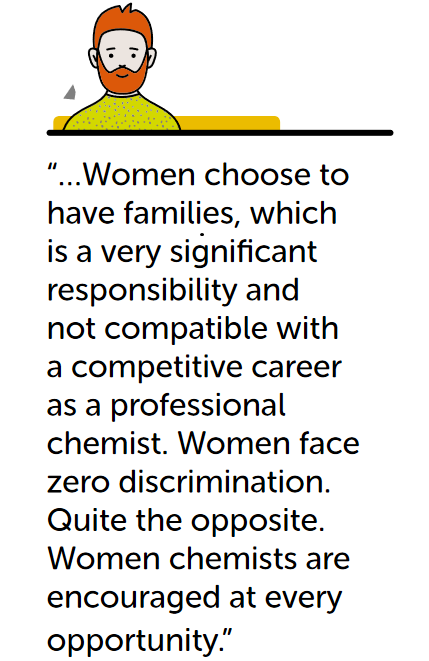 “...Women choose to
have families, which
is a very significant
responsibility and
not compatible with
a competitive career
as a professional
chemist. Women face
zero discrimination.
Quite the opposite.
Women chemists are
encouraged at every
opportunity.”